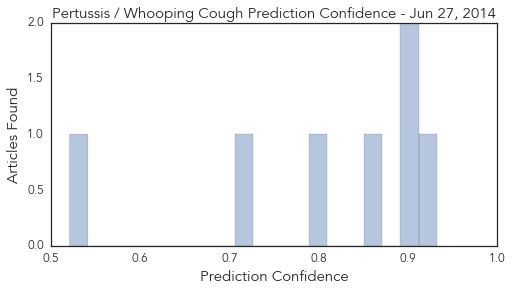 Pertussis / Whooping Cough Prediction Confidence - Jun 27, 2014
2.0
1.5
1.0
0.5
0.0
Articles Found
0.5 0.6 0.7 0.8 0.9 1.0
Prediction Confidence